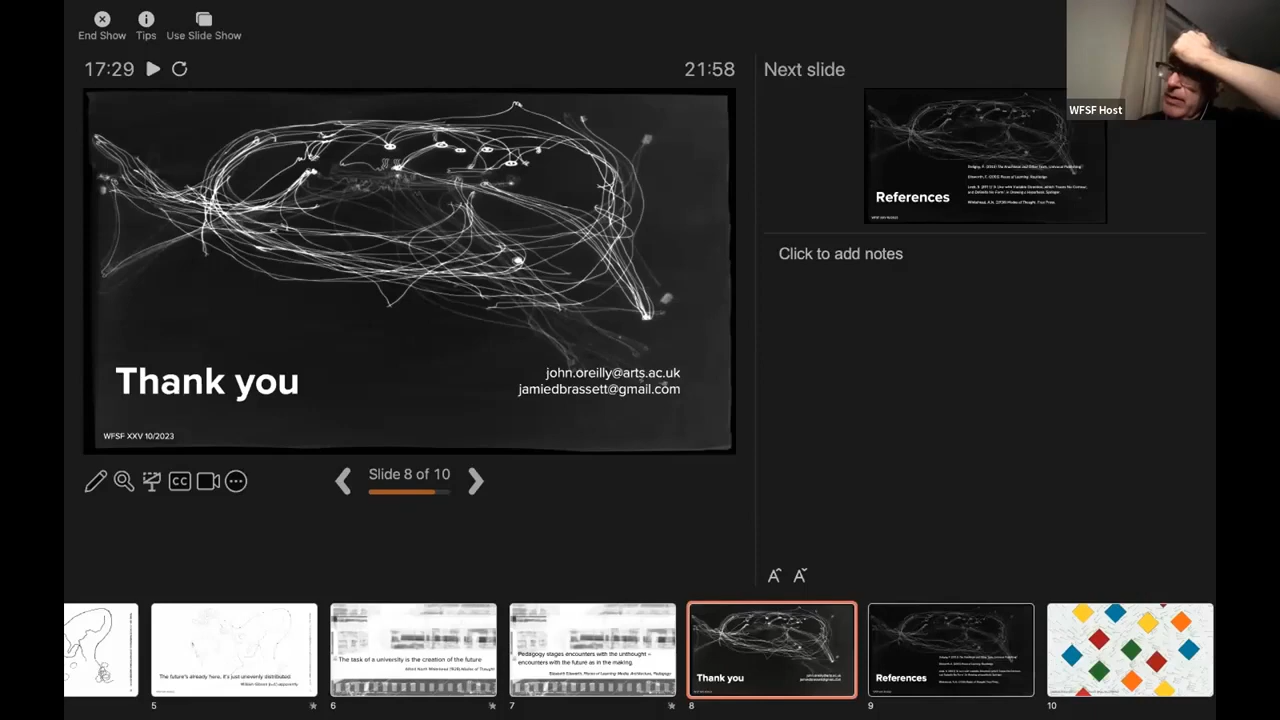 End Show
Tips
Use Slide Show
17:29
21:58
Next slide
WFSF Host
Thank you
john.oreilly@arts.ac.uk
jamiedbrassett@gmail.com
WFSF XXV 10/2023
References
Click to add notes
CC
Slide 8 of 10
The future's already here, it's just unevenly distributed.
The task of a university is the creation of the future
Pedagogy stages encounters with the unthought –
encounters with the future as in the making.
Thank you
References
5
6
7
8
9
10